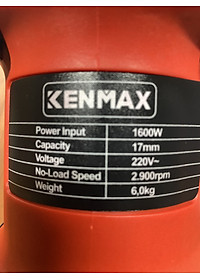 KENMAX
Power Input 1600W
Capacity 17mm
Voltage 220V~
No-Load Speed 2.900rpm
Weight 6,0kg